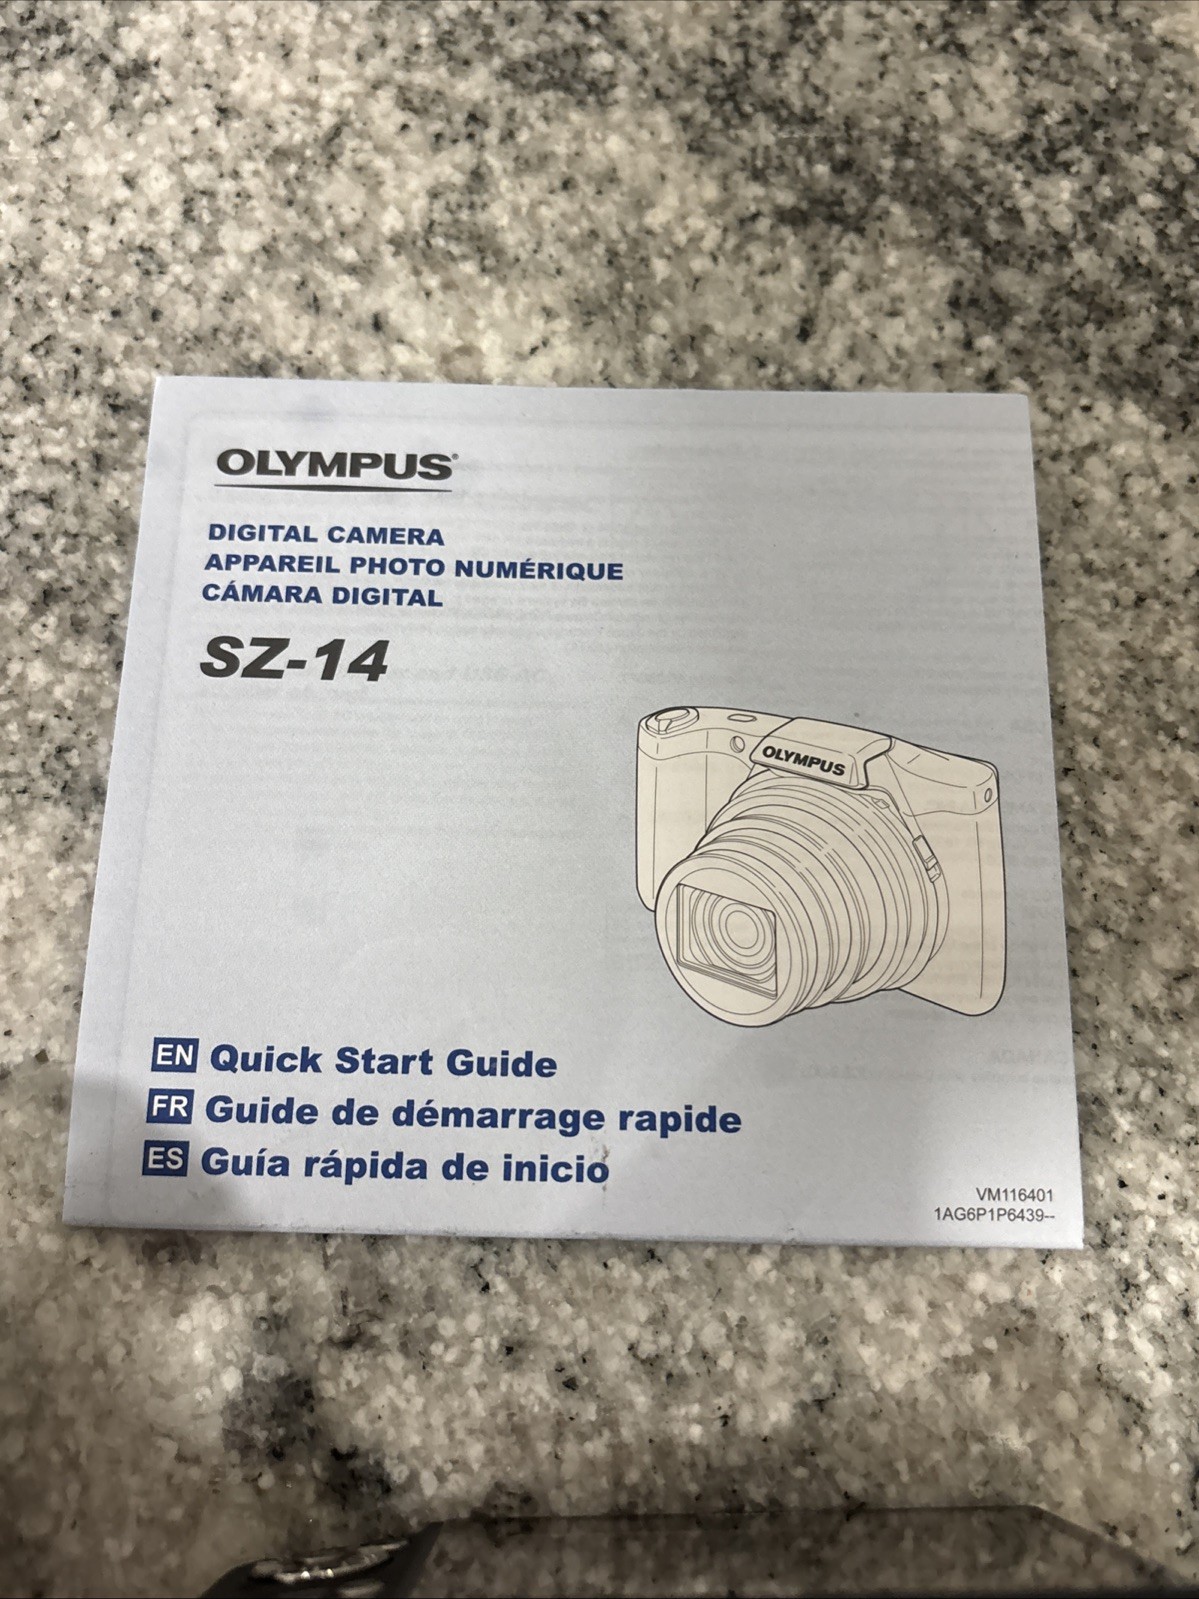 OLYMPUS®
DIGITAL CAMERA
APPAREIL PHOTO NUMÉRIQUE
CÁMARA DIGITAL
SZ-14
OLYMPUS
EN Quick Start Guide
FR Guide de démarrage rapide
ES Guía rápida de inicio
VM116401
1AG6P1P6439--